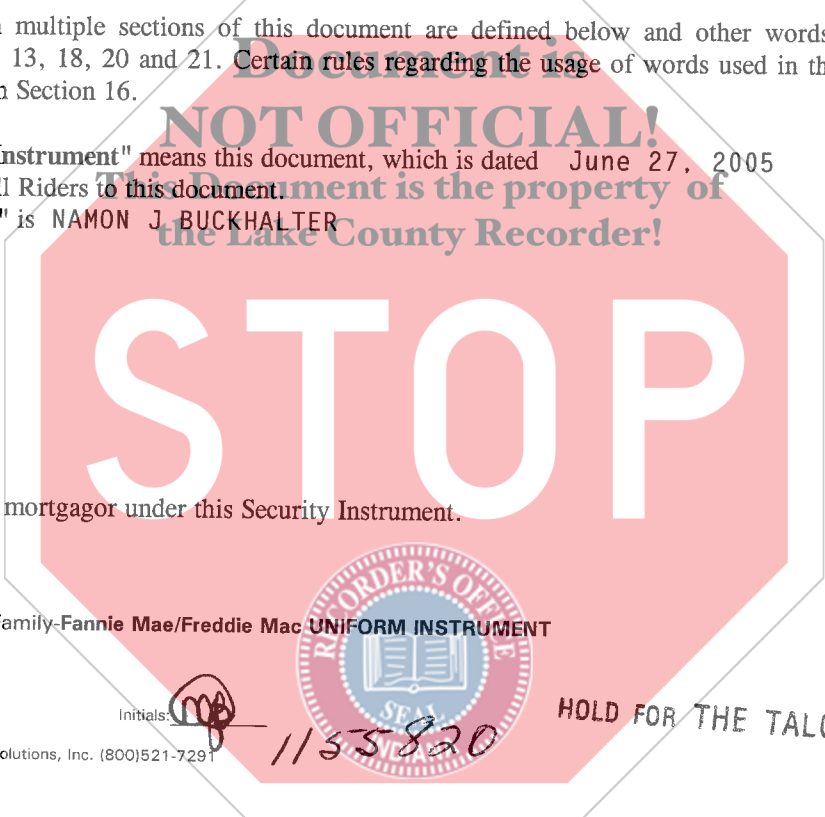 multiple sections of this document are defined below and other words
13, 18, 20 and 21. Certain rules regarding the usage of words used in th
n Section 16.
Document is
NOT OFFICIAL!
This Document is the property of
the Lake County Recorder!
Instrument" means this document, which is dated June 27, 2005
l Riders to this document.
" is NAMON J BUCKHALTER
STOP
mortgagor under this Security Instrument.
RECORDER'S OFFICE
SEAL
INDIANA
amily-Fannie Mae/Freddie Mac UNIFORM INSTRUMENT
Initials:
1155820
HOLD FOR THE TALO
olutions, Inc. (800)521-7291